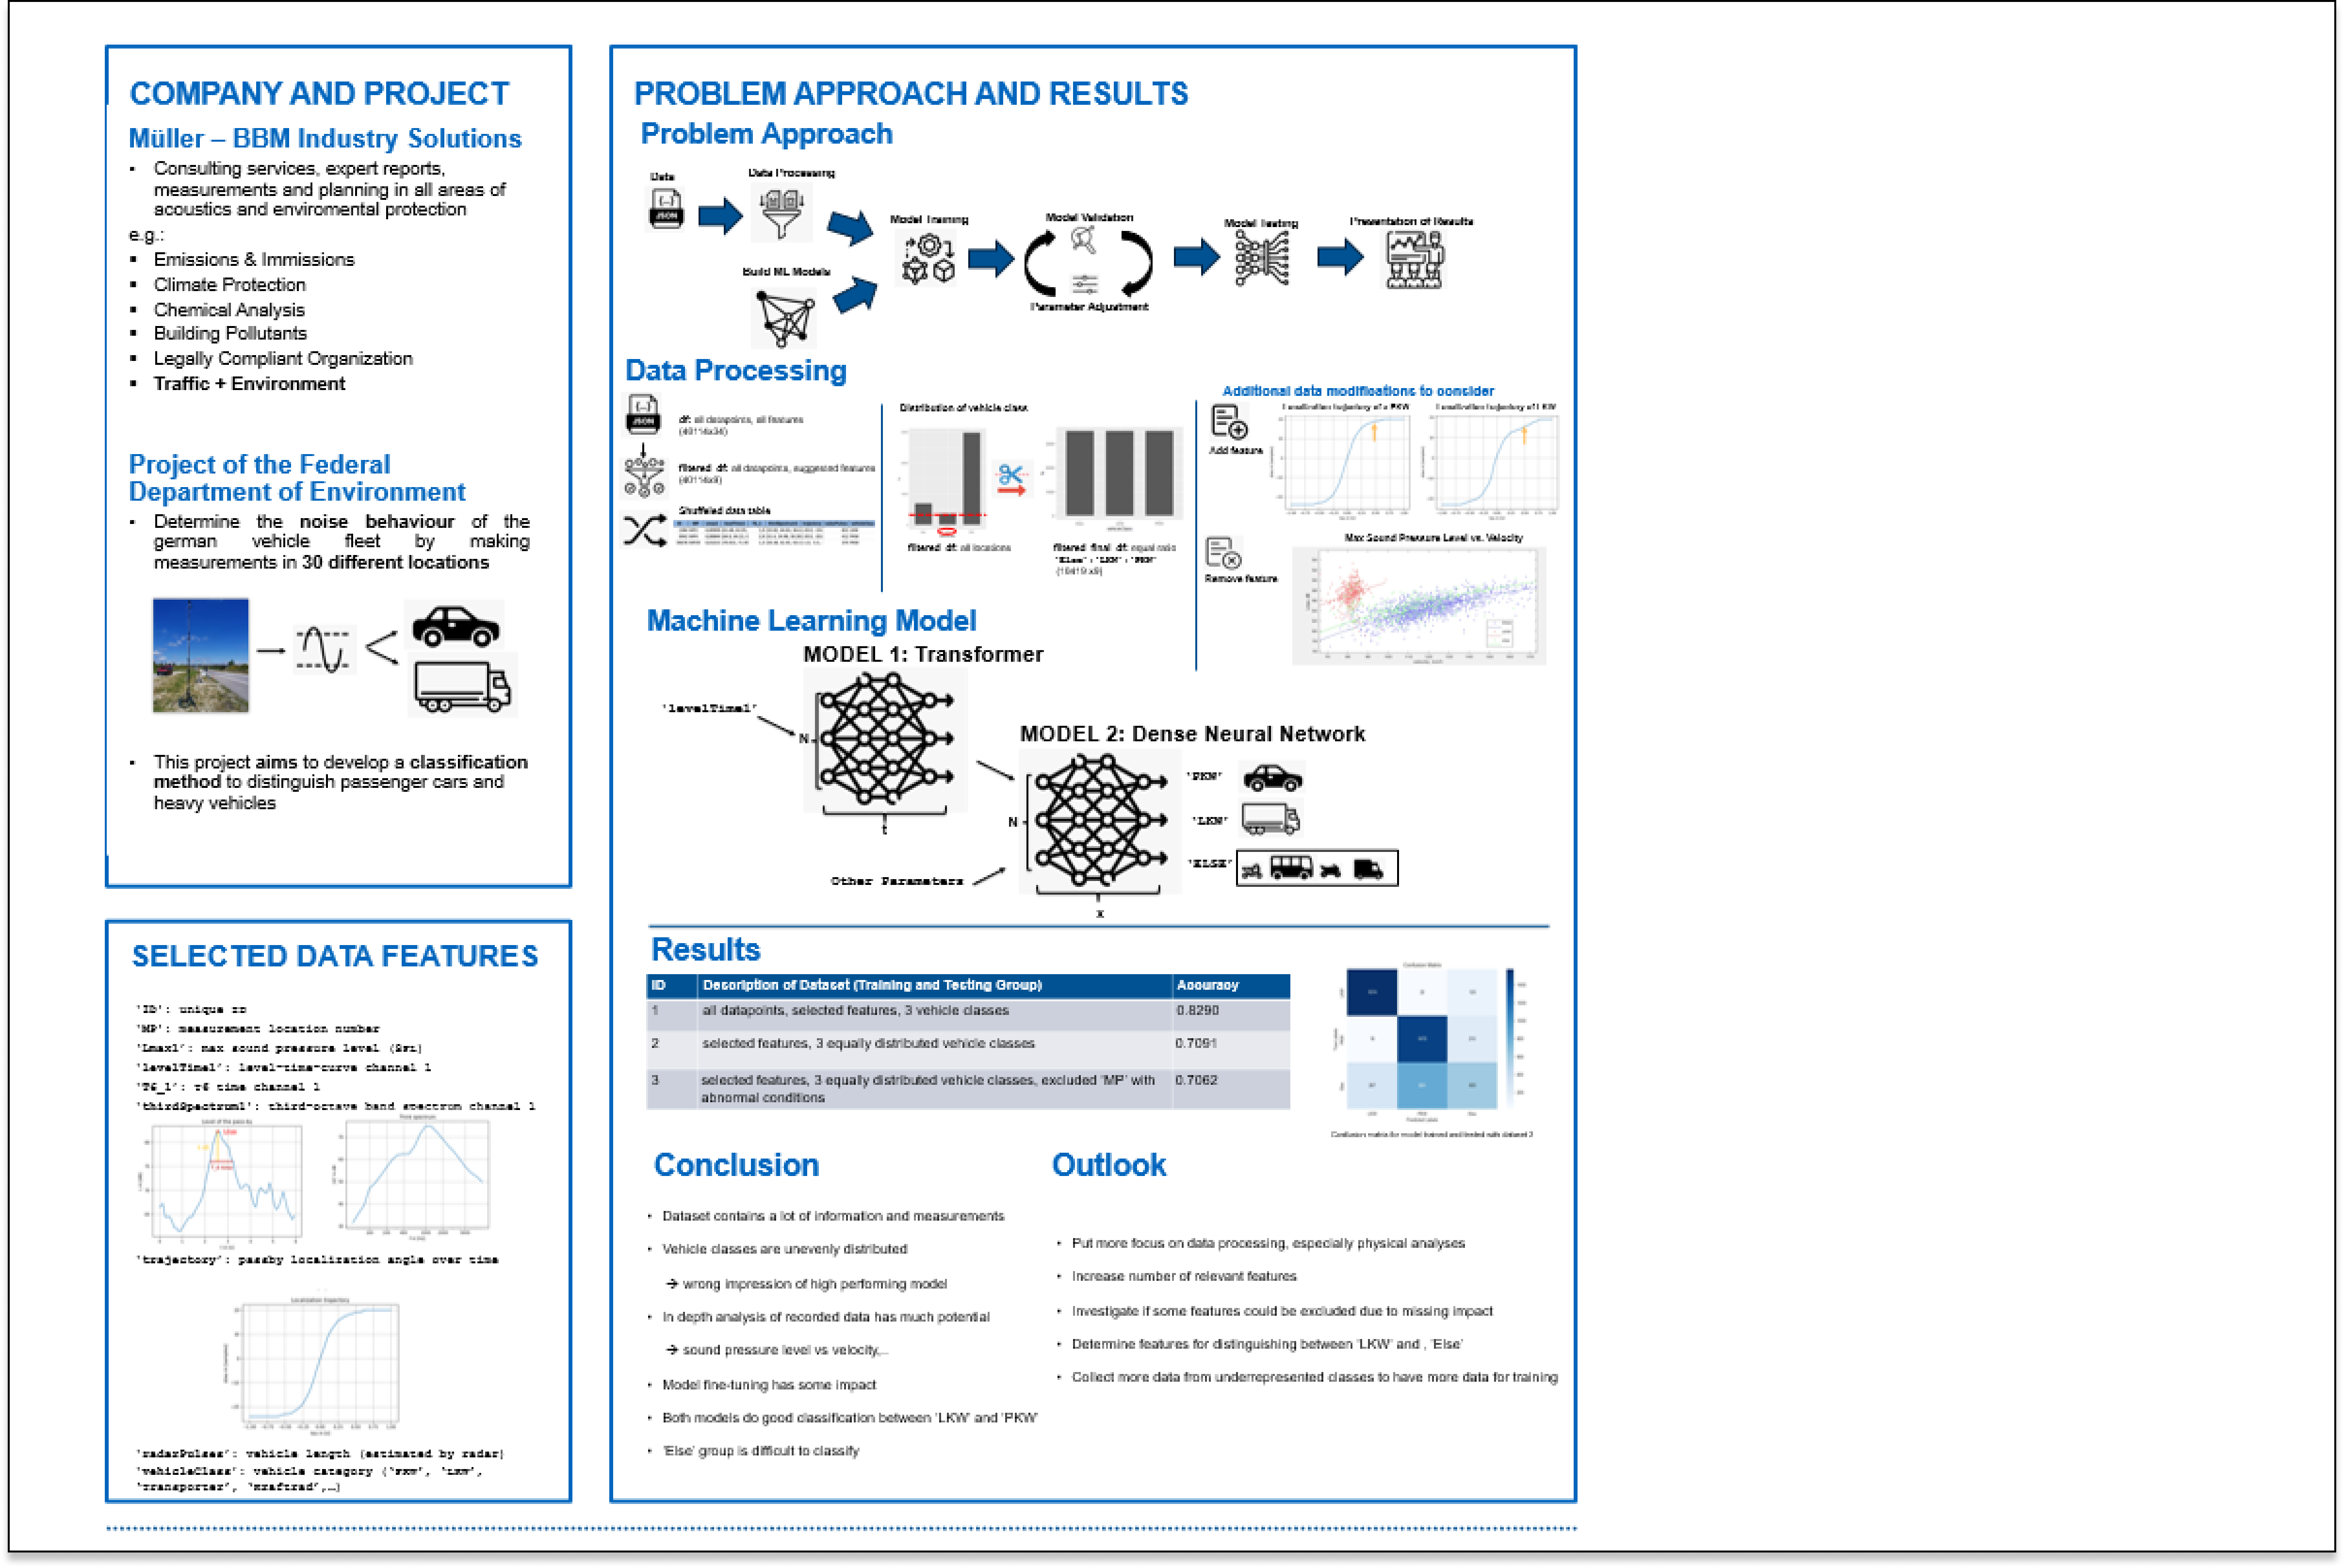 COMPANY AND PROJECT
Müller – BBM Industry Solutions
▪ Consulting services, expert reports,
measurements and planning in all areas of
acoustics and enviromental protection
e.g.:
▪ Emissions & Immissions
▪ Climate Protection
▪ Chemical Analysis
▪ Building Pollutants
▪ Legally Compliant Organization
▪ Traffic + Environment
Project of the Federal
Department of Environment
▪ Determine the noise behaviour of the
german vehicle fleet by making
measurements in 30 different locations
▪ This project aims to develop a classification
method to distinguish passenger cars and
heavy vehicles
SELECTED DATA FEATURES
'ID': unique ID
'MP': measurement location number
'Lmax1': max sound pressure level
'levelTime1': level-time-curve channel 1
'T6_1': t6 time channel 1
'thirdSpectrum1': third-octave band spectrum channel 1
Level of the pass-by
'trajectory': passby localization angle over time
Localization trajectory
'radarPulses': vehicle length (estimated by radar)
'vehicleClass': vehicle category ('PKW', 'LKW',
'Transporter', 'Kraftrad',…)
PROBLEM APPROACH AND RESULTS
Problem Approach
Data
JSON
Data Processing
Build ML Models
Model Training
Model Validation
Parameter Adjustment
Model Testing
Presentation of Results
Data Processing
JSON
df: all datapoints, all features
(40114x34)
filtered_df: all datapoints, suggested features
(40114x9)
Shuffeled data table
Distribution of vehicle class
filtered_df: all locations
filtered_final_df: equal ratio
'Else' : 'LKW' : 'PKW'
(10419 x9)
Additional data modifications to consider
Localization trajectory of a PKW
Localization trajectory of LKW
Add feature
Remove feature
Max Sound Pressure Level vs. Velocity
Machine Learning Model
MODEL 1: Transformer
'levelTime1'
N
t
MODEL 2: Dense Neural Network
N
Other Parameters
x
'PKW'
'LKW'
'ELSE'
Results
ID Description of Dataset (Training and Testing Group) Accuracy
1 all datapoints, selected features, 3 vehicle classes 0.8290
2 selected features, 3 equally distributed vehicle classes 0.7091
3 selected features, 3 equally distributed vehicle classes, excluded 'MP' with 0.7062
abnormal conditions
Confusion Matrix
Confusion matrix for model trained and tested with dataset 2
Conclusion
• Dataset contains a lot of information and measurements
• Vehicle classes are unevenly distributed
→ wrong impression of high performing model
• In depth analysis of recorded data has much potential
→ sound pressure level vs velocity,..
• Model fine-tuning has some impact
• Both models do good classification between 'LKW' and 'PKW'
• 'Else' group is difficult to classify
Outlook
• Put more focus on data processing, especially physical analyses
• Increase number of relevant features
• Investigate if some features could be excluded due to missing impact
• Determine features for distinguishing between 'LKW' and , 'Else'
• Collect more data from underrepresented classes to have more data for training